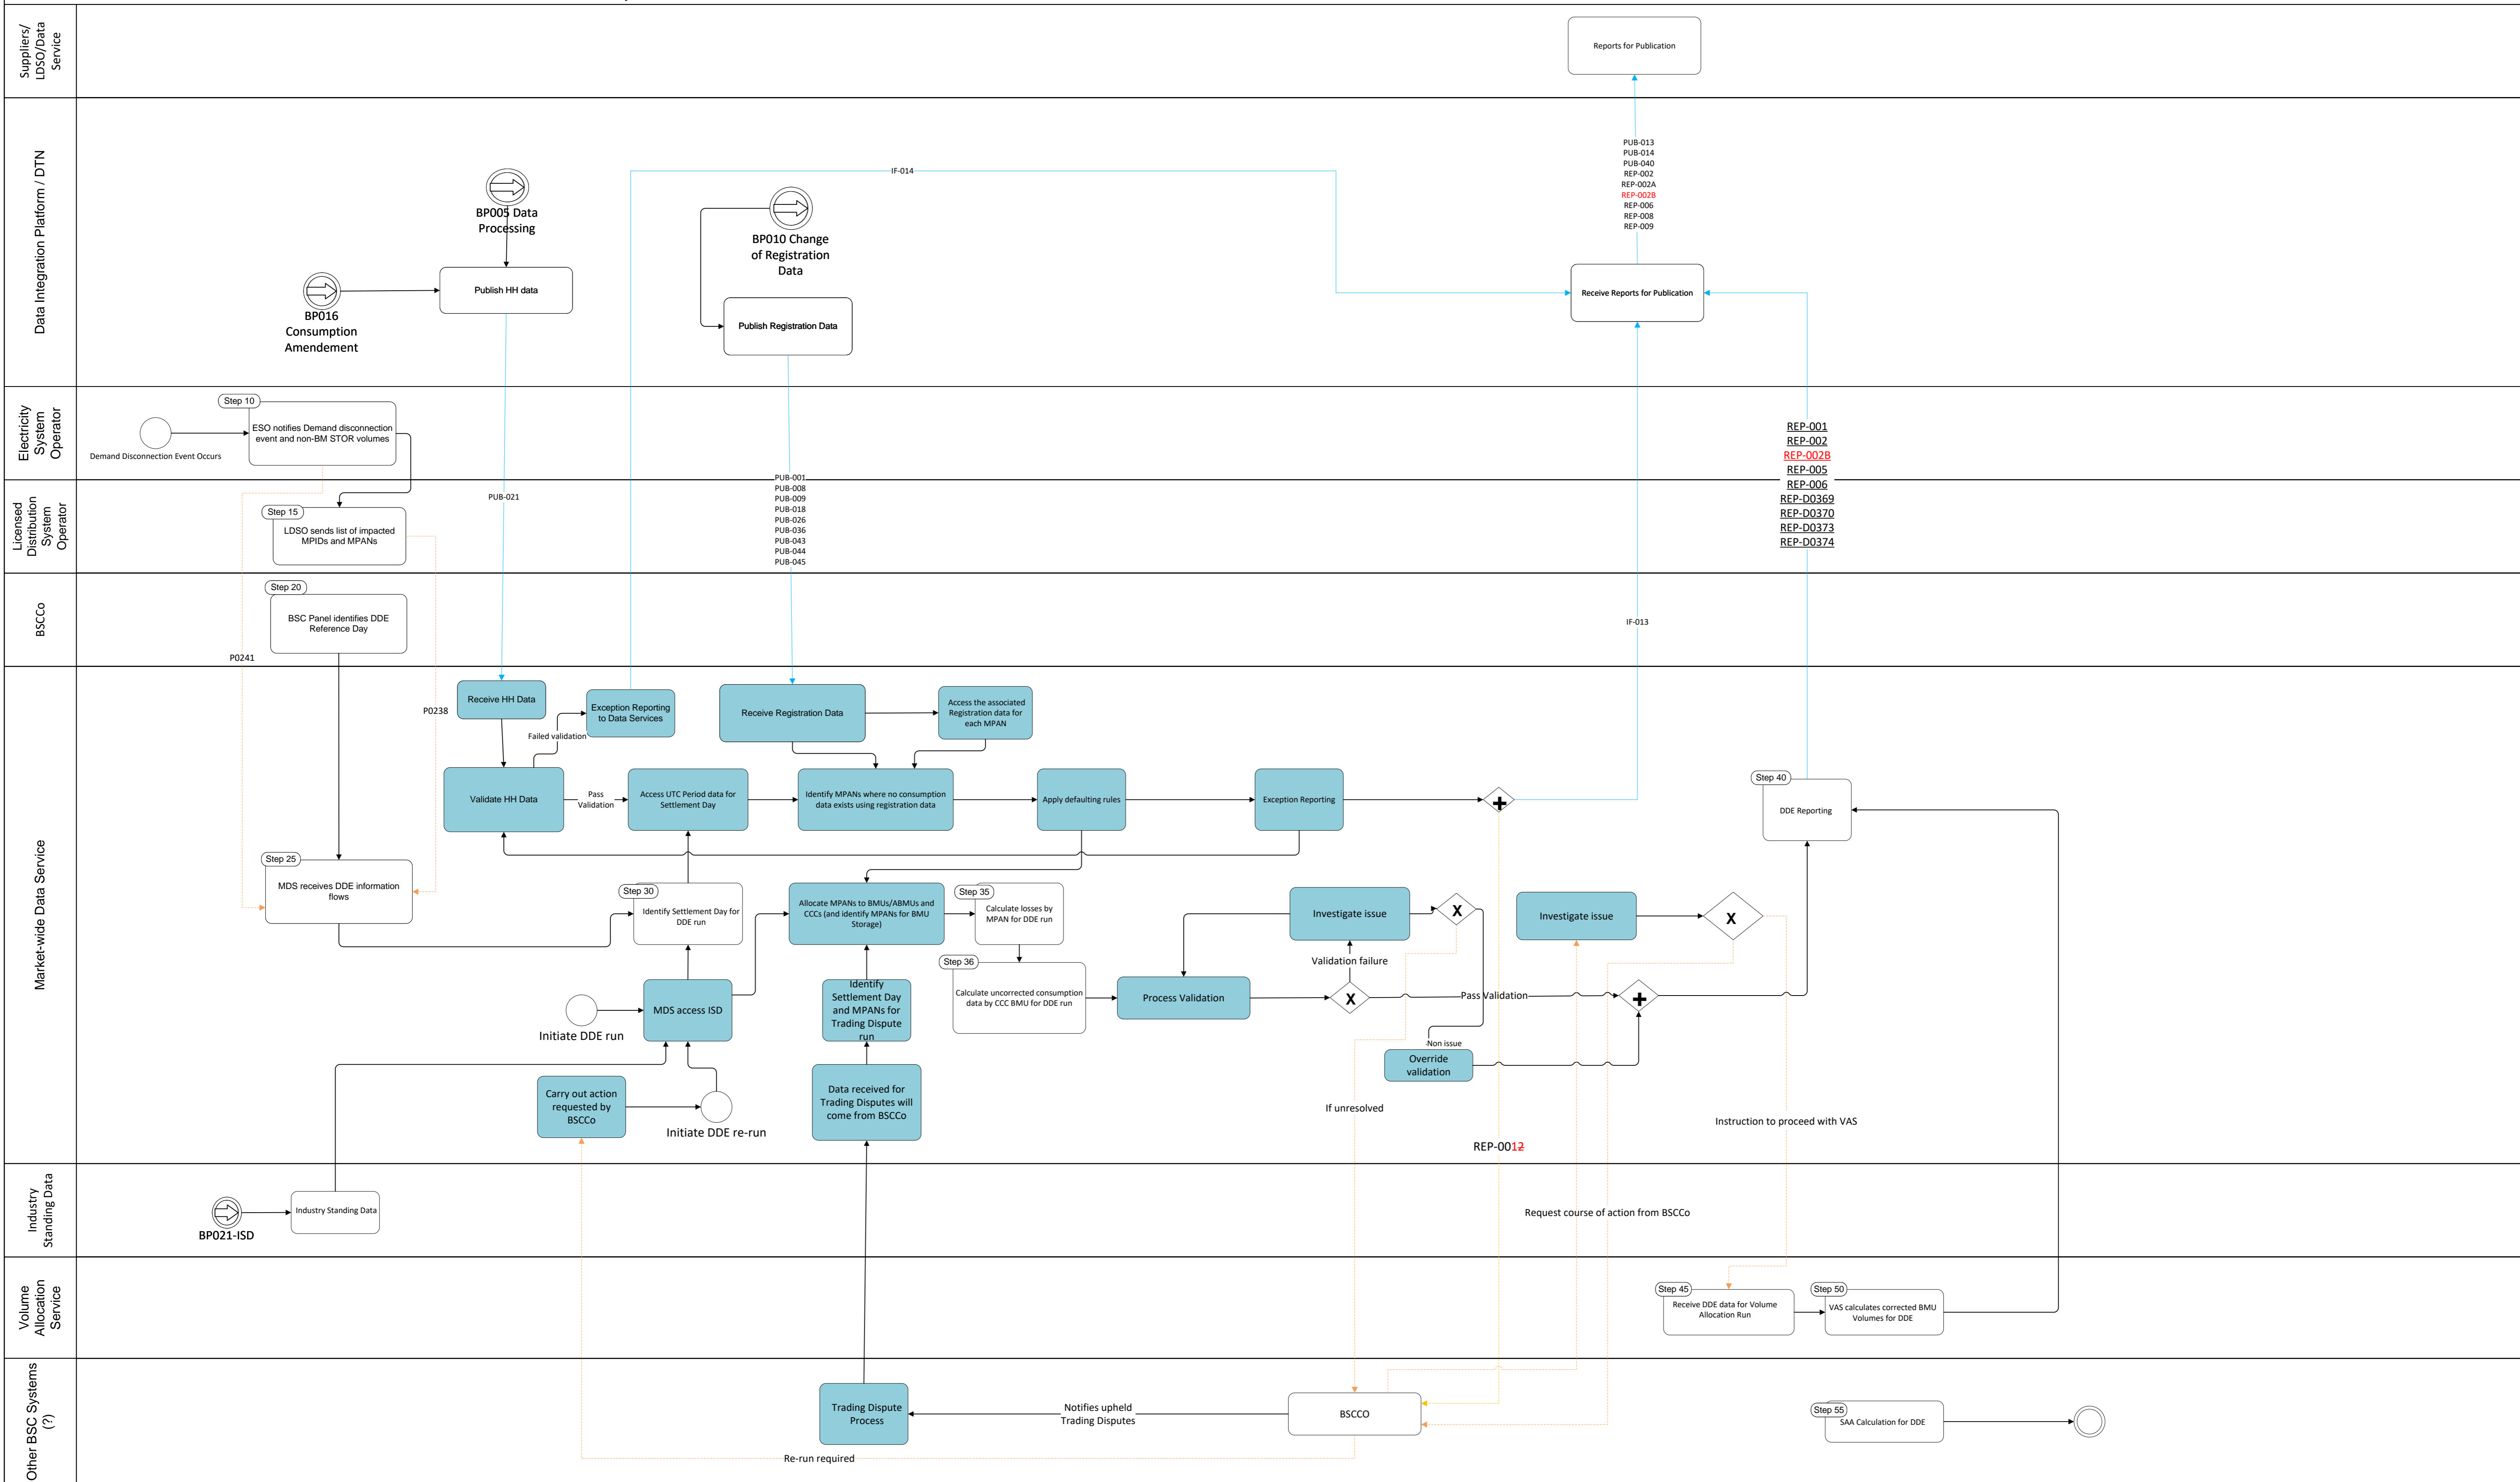 Suppliers/
LDSO/Data
Service
Reports for Publication
Data Integration Platform / DTN
BP005 Data
Processing
BP016
Consumption
Amendement
Publish HH data
BP010 Change
of Registration
Data
Publish Registration Data
IF-014
PUB-013
PUB-014
PUB-040
REP-002
REP-002A
REP-002B
REP-006
REP-008
REP-009
Receive Reports for Publication
Electricity
System
Operator
Demand Disconnection Event Occurs
Step 10
ESO notifies Demand disconnection
event and non-BM STOR volumes
REP-001
REP-002
REP-002B
REP-005
REP-006
REP-D0369
REP-D0370
REP-D0373
REP-D0374
Licensed
Distribution
System
Operator
Step 15
LDSO sends list of impacted
MPIDs and MPANs
PUB-021
PUB-001
PUB-008
PUB-009
PUB-018
PUB-026
PUB-036
PUB-043
PUB-044
PUB-045
BSCCo
Step 20
BSC Panel identifies DDE
Reference Day
P0241
IF-013
Market-wide Data Service
P0238
Receive HH Data
Exception Reporting
to Data Services
Failed validation
Receive Registration Data
Access the associated
Registration data for
each MPAN
Validate HH Data
Pass
Validation
Access UTC Period data for
Settlement Day
Identify MPANs where no consumption
data exists using registration data
Apply defaulting rules
Exception Reporting
Step 40
DDE Reporting
Step 25
MDS receives DDE information
flows
Step 30
Identify Settlement Day for
DDE run
Allocate MPANs to BMUs/ABMUs and
CCCs (and identify MPANs for BMU
Storage)
Step 35
Calculate losses by
MPAN for DDE run
Investigate issue
X
Investigate issue
X
Step 36
Calculate uncorrected consumption
data by CCC BMU for DDE run
Process Validation
Validation failure
X
Pass Validation
Initiate DDE run
MDS access ISD
Identify
Settlement Day
and MPANs for
Trading Dispute
run
Non issue
Override
validation
Carry out action
requested by
BSCCo
Initiate DDE re-run
Data received for
Trading Disputes will
come from BSCCo
If unresolved
Instruction to proceed with VAS
REP-0012
Industry
Standing Data
BP021-ISD
Industry Standing Data
Request course of action from BSCCo
Volume
Allocation
Service
Step 45
Receive DDE data for Volume
Allocation Run
Step 50
VAS calculates corrected BMU
Volumes for DDE
Other BSC Systems
(?)
Trading Dispute
Process
Notifies upheld
Trading Disputes
BSCCO
Re-run required
Step 55
SAA Calculation for DDE